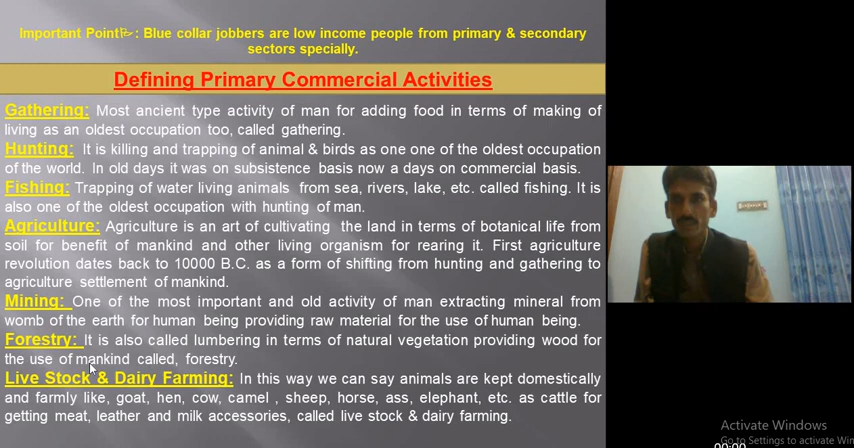 Important Point: Blue collar jobbers are low income people from primary & secondary
sectors specially.
Defining Primary Commercial Activities
Gathering: Most ancient type activity of man for adding food in terms of making of
living as an oldest occupation too, called gathering.
Hunting: It is killing and trapping of animal & birds as one one of the oldest occupation
of the world. In old days it was on subsistence basis now a days on commercial basis.
Fishing: Trapping of water living animals from sea, rivers, lake, etc. called fishing. It is
also one of the oldest occupation with hunting of man.
Agriculture: Agriculture is an art of cultivating the land in terms of botanical life from
soil for benefit of mankind and other living organism for rearing it. First agriculture
revolution dates back to 10000 B.C. as a form of shifting from hunting and gathering to
agriculture settlement of mankind.
Mining: One of the most important and old activity of man extracting mineral from
womb of the earth for human being providing raw material for the use of human being.
Forestry: It is also called lumbering in terms of natural vegetation providing wood for
the use of mankind called, forestry.
Live Stock & Dairy Farming: In this way we can say animals are kept domestically
and farmly like, goat, hen, cow, camel , sheep, horse, ass, elephant, etc. as cattle for
getting meat, leather and milk accessories, called live stock & dairy farming.
Activate Windows
Go to Settings to activate Win
00:00